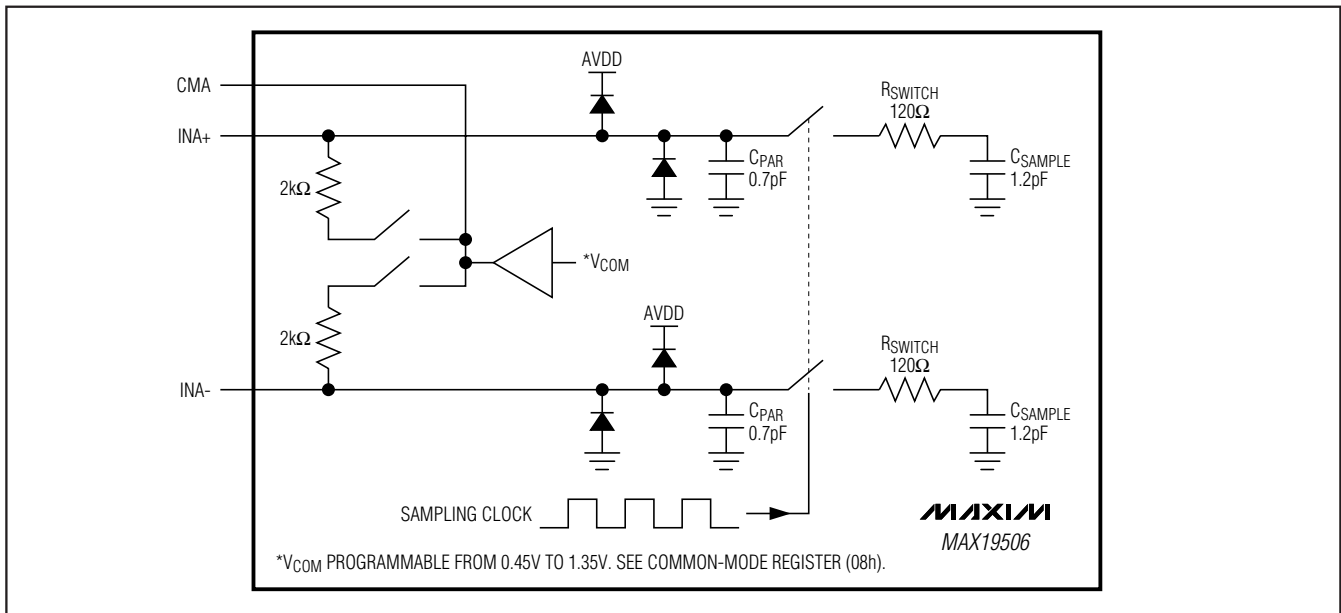 AVDD
CMA
RSWITCH
120Ω
INA+
CPAR
0.7pF
CSAMPLE
1.2pF
2kΩ
*VCOM
AVDD
2kΩ
RSWITCH
120Ω
INA-
CPAR
0.7pF
CSAMPLE
1.2pF
SAMPLING CLOCK
MAXIM
MAX19506
*VCOM PROGRAMMABLE FROM 0.45V TO 1.35V. SEE COMMON-MODE REGISTER (08h).